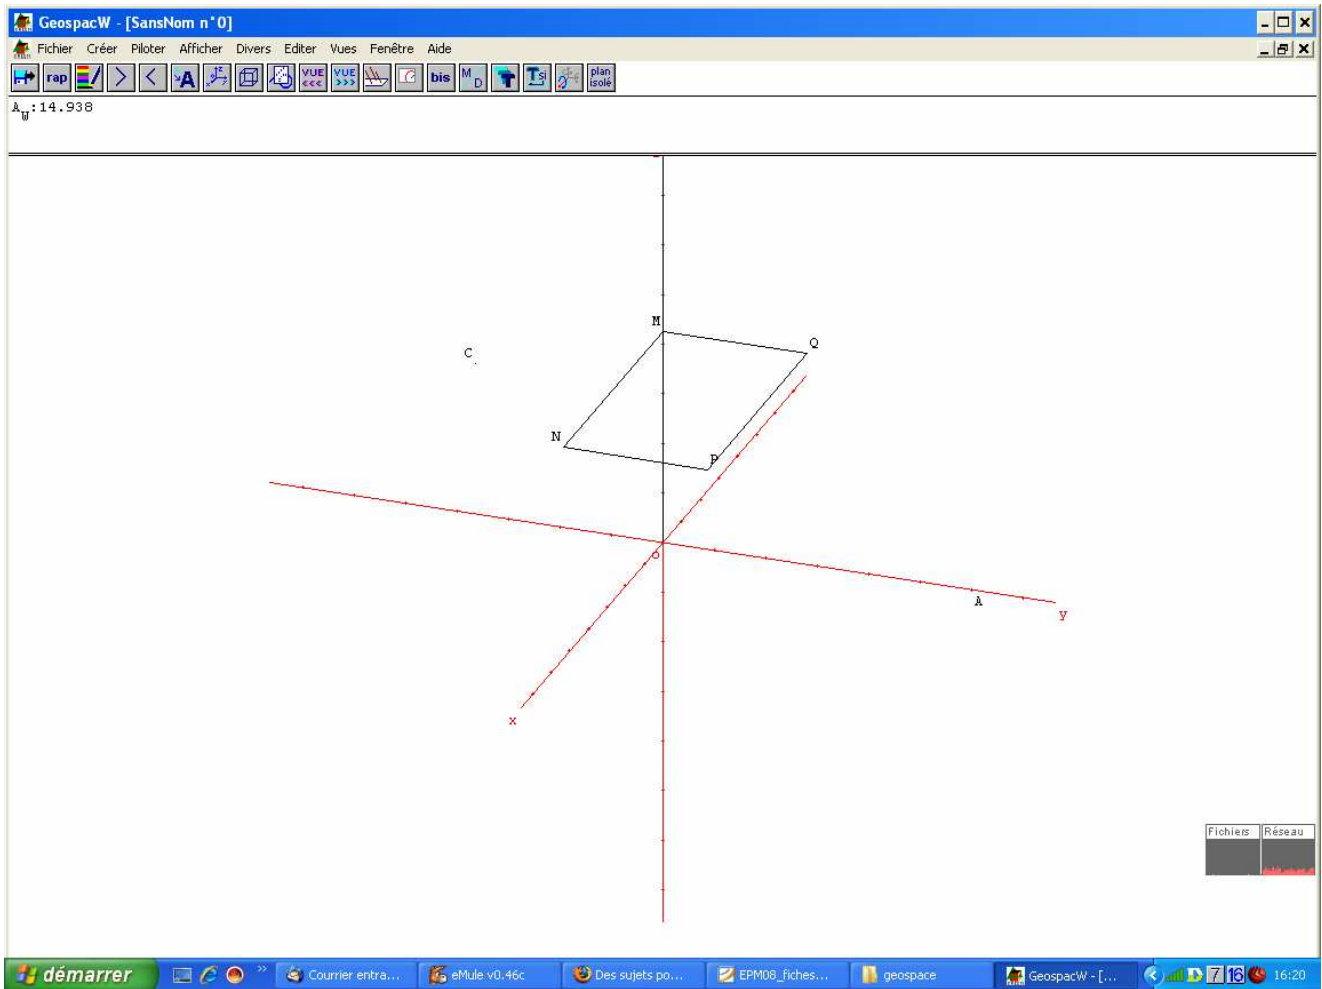 GeospacW - [SansNom n°0]
Fichier Créer Piloter Afficher Divers Editer Vues Fenêtre Aide
rap A VUE <<< VUE >>> bis M D T si plan isolé
AW:14.938
M
Q
C
N
P
o
A
y
x
Fichiers Réseau
démarrer » Courrier entra... eMule v0.46c Des sujets po... EPM08_fiches... geospace GeospacW - [... 7 16 16:20